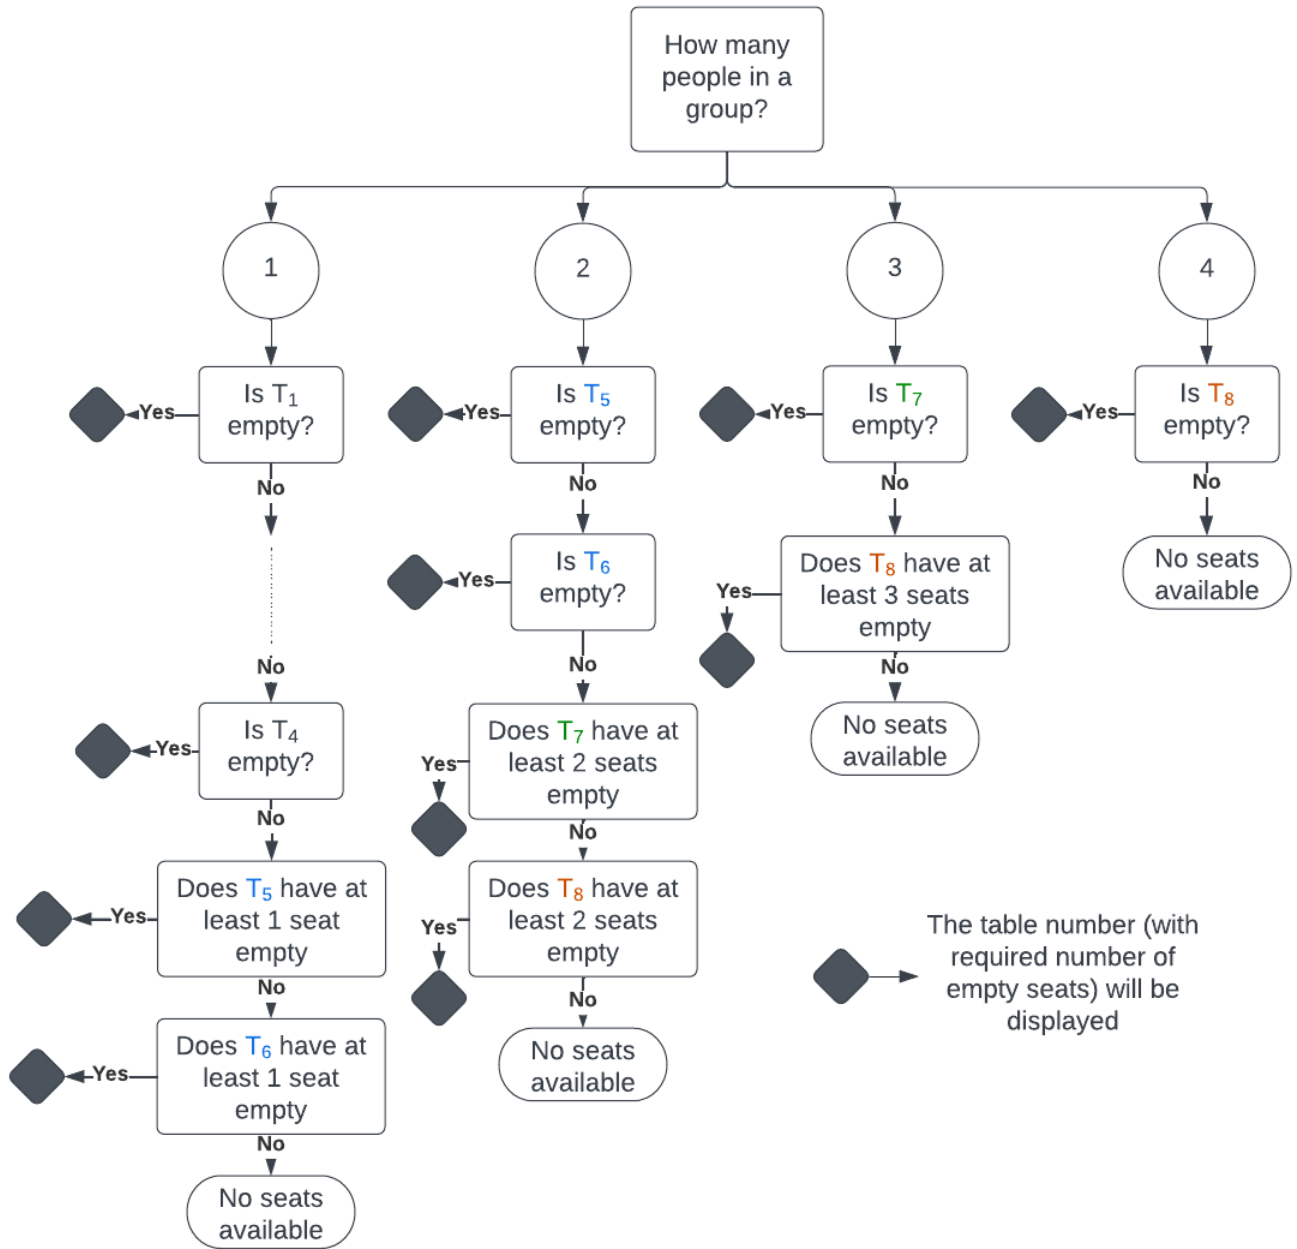 How many
people in a
group?
1
2
3
4
Is T₁
empty?
Yes
No
Is T₄
empty?
Yes
No
No
Does T₅ have at
least 1 seat
empty
Yes
No
Does T₆ have at
least 1 seat
empty
Yes
No
No seats
available
Is T₅
empty?
Yes
No
Is T₆
empty?
Yes
No
Does T₇ have at
least 2 seats
empty
Yes
No
Does T₈ have at
least 2 seats
empty
Yes
No
No seats
available
Is T₇
empty?
Yes
No
Does T₈ have at
least 3 seats
empty
Yes
No
No seats
available
Is T₈
empty?
Yes
No
No seats
available
The table number (with
required number of
empty seats) will be
displayed